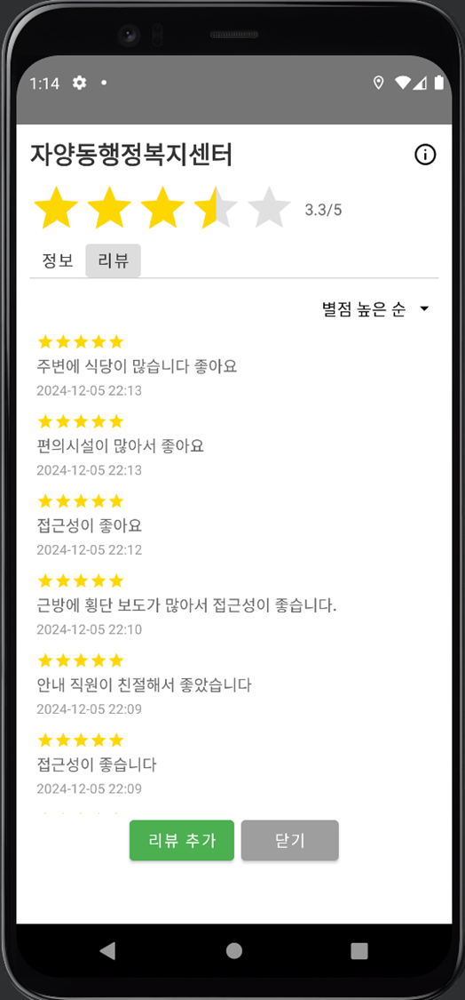 1:14
자양동행정복지센터
3.3/5
정보 리뷰
별점 높은 순
주변에 식당이 많습니다 좋아요
2024-12-05 22:13
편의시설이 많아서 좋아요
2024-12-05 22:13
접근성이 좋아요
2024-12-05 22:12
근방에 횡단 보도가 많아서 접근성이 좋습니다.
2024-12-05 22:10
안내 직원이 친절해서 좋았습니다
2024-12-05 22:09
접근성이 좋습니다
2024-12-05 22:09
리뷰 추가 닫기